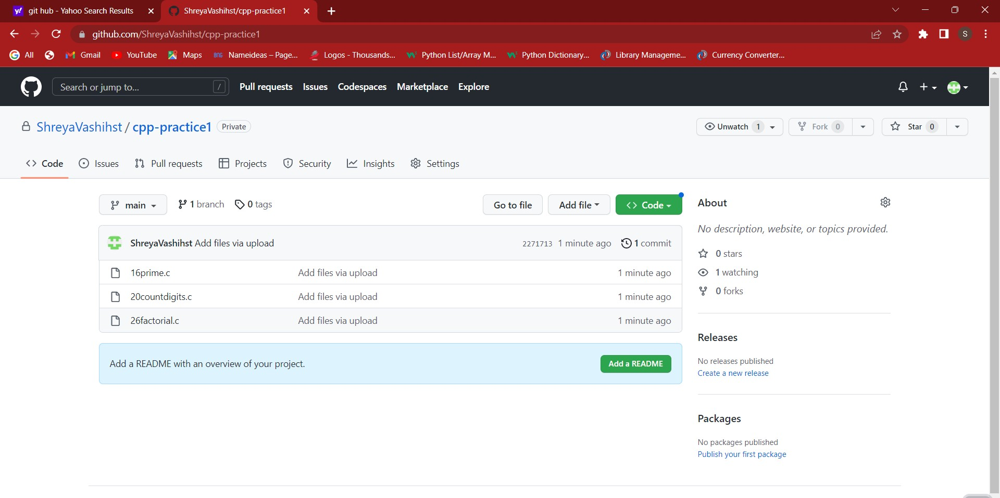 git hub - Yahoo Search Results
ShreyaVashihst/cpp-practice1
github.com/ShreyaVashihst/cpp-practice1
S
All
Gmail
YouTube
Maps
BNG Nameideas – Page...
Logos - Thousands...
Python List/Array M...
Python Dictionary...
Library Manageme...
Currency Converter...
Search or jump to... /
Pull requests Issues Codespaces Marketplace Explore
ShreyaVashihst / cpp-practice1 Private
Unwatch 1
Fork 0
Star 0
Code Issues Pull requests Projects Security Insights Settings
main 1 branch 0 tags
Go to file Add file Code
ShreyaVashihst Add files via upload 2271713 1 minute ago 1 commit
16prime.c Add files via upload 1 minute ago
20countdigits.c Add files via upload 1 minute ago
26factorial.c Add files via upload 1 minute ago
Add a README with an overview of your project. Add a README
About
No description, website, or topics provided.
0 stars
1 watching
0 forks
Releases
No releases published
Create a new release
Packages
No packages published
Publish your first package